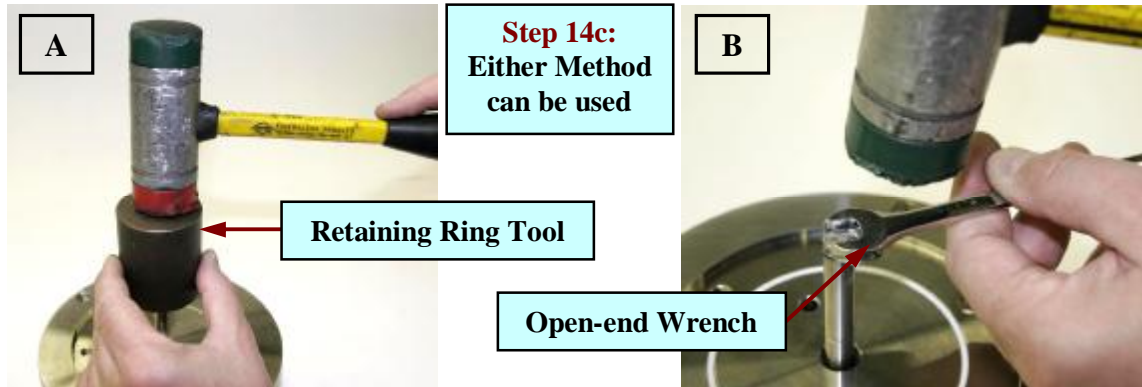 A
Step 14c:
Either Method
can be used
B
Retaining Ring Tool
Open-end Wrench